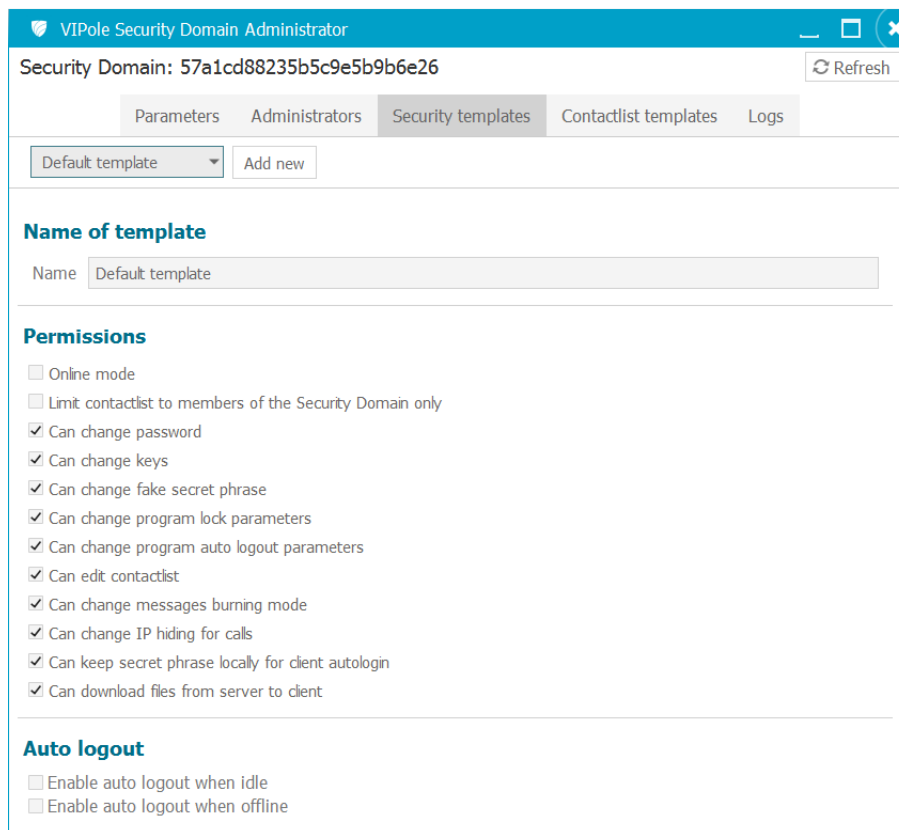 VIPole Security Domain Administrator
Security Domain: 57a1cd88235b5c9e5b9b6e26
Refresh
Parameters Administrators Security templates Contactlist templates Logs
Default template Add new
Name of template
Name Default template
Permissions
Online mode
Limit contactlist to members of the Security Domain only
Can change password
Can change keys
Can change fake secret phrase
Can change program lock parameters
Can change program auto logout parameters
Can edit contactlist
Can change messages burning mode
Can change IP hiding for calls
Can keep secret phrase locally for client autologin
Can download files from server to client
Auto logout
Enable auto logout when idle
Enable auto logout when offline